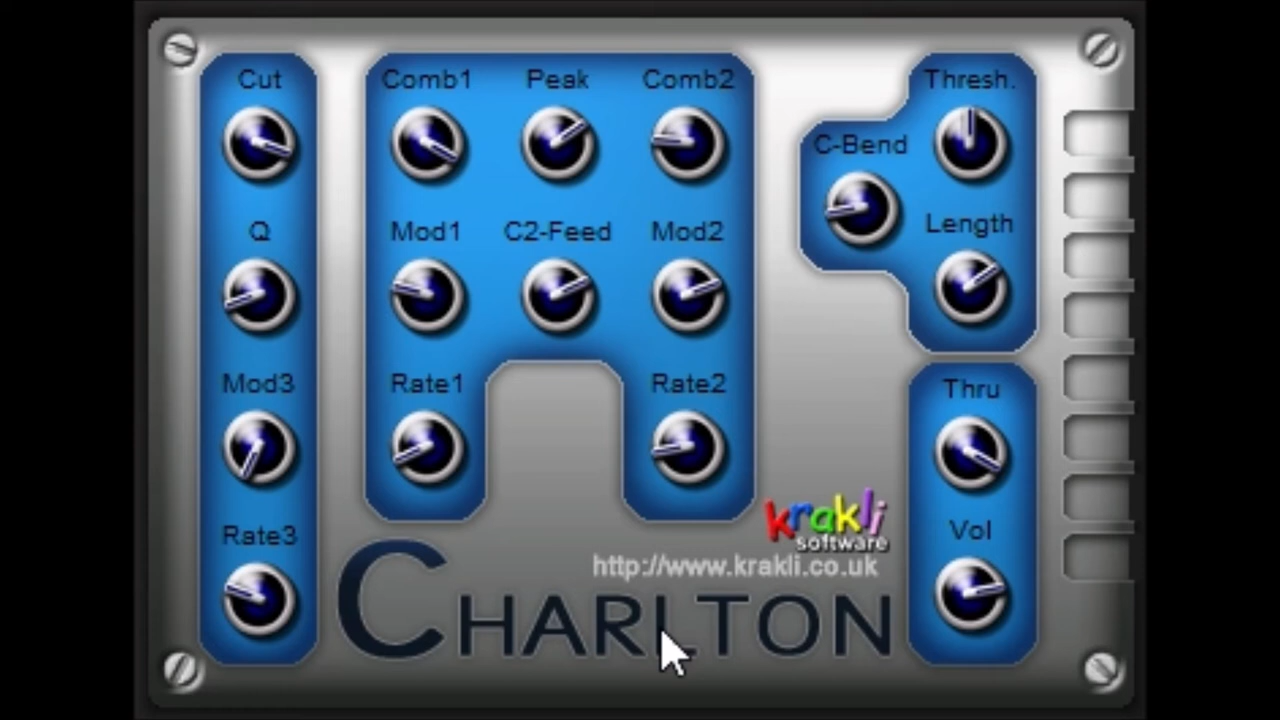 Cut
Comb1
Peak
Comb2
Thresh.
C-Bend
Q
Mod1
C2-Feed
Mod2
Length
Mod3
Rate1
Rate2
Thru
Rate3
krakli
software
Vol
http://www.krakli.co.uk
CHARLTON